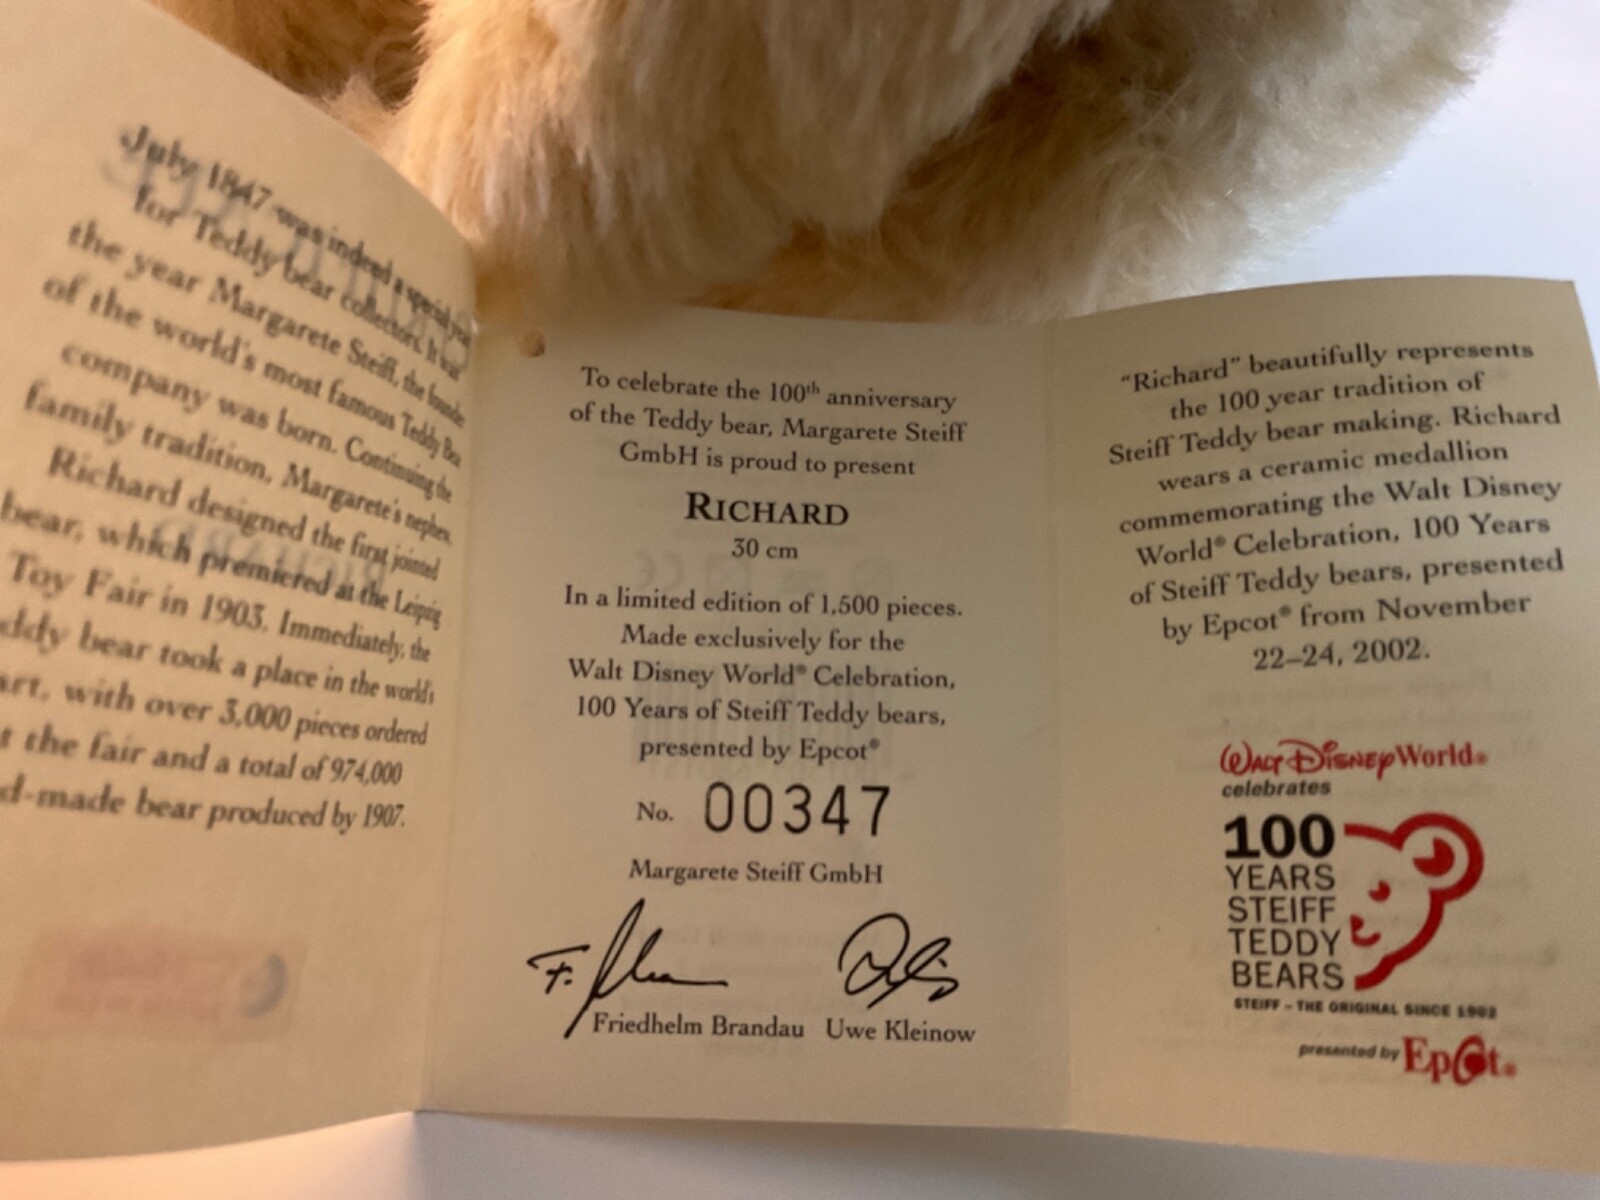 July 1847 was indeed a special year
for Teddy bear collectors. It was
the year Margarete Steiff, the founder
of the world's most famous Teddy Bear
company was born. Continuing the
family tradition, Margarete's nephew,
Richard designed the first jointed
bear, which premiered at the Leipzig
Toy Fair in 1903. Immediately, the
bear took a place in the world's
with over 3,000 pieces ordered
the fair and a total of 974,000
made bear produced by 1907.
To celebrate the 100th anniversary
of the Teddy bear, Margarete Steiff
GmbH is proud to present
RICHARD
30 cm
In a limited edition of 1,500 pieces.
Made exclusively for the
Walt Disney World® Celebration,
100 Years of Steiff Teddy bears,
presented by Epcot®
No. 00347
Margarete Steiff GmbH
Friedhelm Brandau Uwe Kleinow
"Richard" beautifully represents
the 100 year tradition of
Steiff Teddy bear making. Richard
wears a ceramic medallion
commemorating the Walt Disney
World® Celebration, 100 Years
of Steiff Teddy bears, presented
by Epcot® from November
22–24, 2002.
Walt Disney World®
celebrates
100
YEARS
STEIFF
TEDDY
BEARS
STEIFF – THE ORIGINAL SINCE 1902
presented by Epcot®